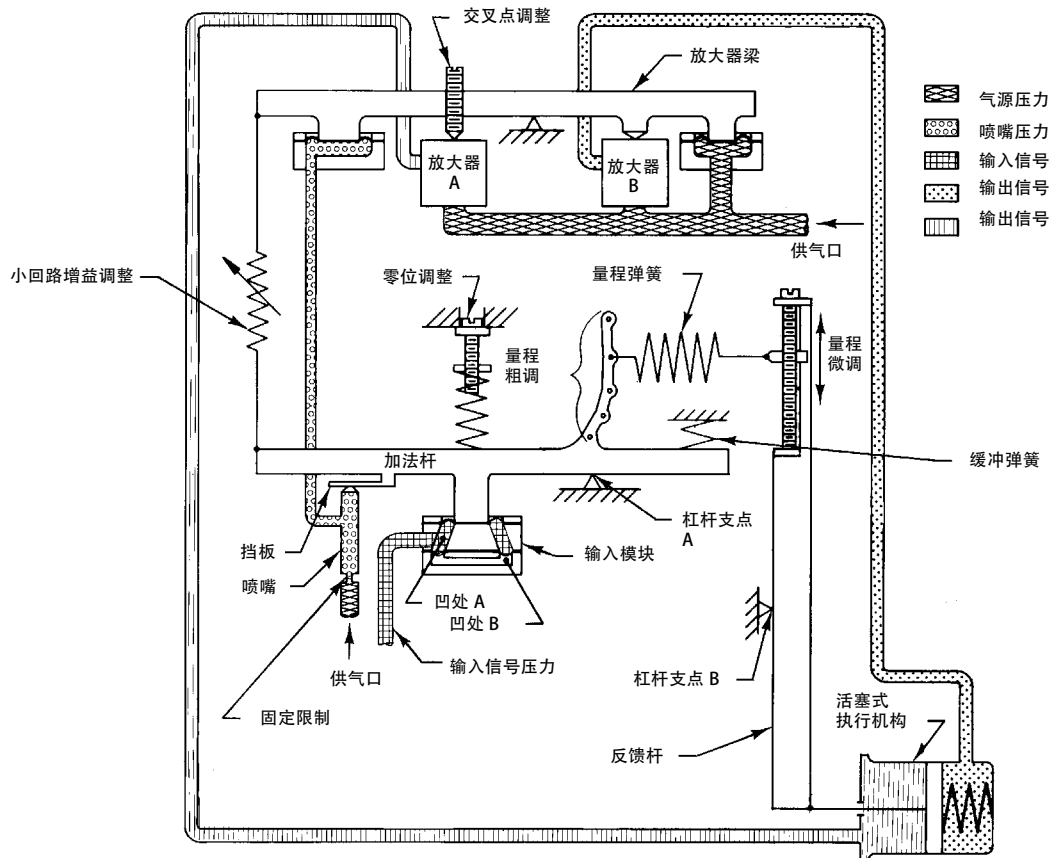 交叉点调整
放大器梁
气源压力
喷嘴压力
输入信号
输出信号
输出信号
放大器
A
放大器
B
供气口
小回路增益调整
零位调整
量程弹簧
量程
粗调
量程
微调
加法杆
缓冲弹簧
杠杆支点
A
挡板
输入模块
喷嘴
凹处 A
凹处 B
输入信号压力
供气口
固定限制
杠杆支点 B
活塞式
执行机构
反馈杆